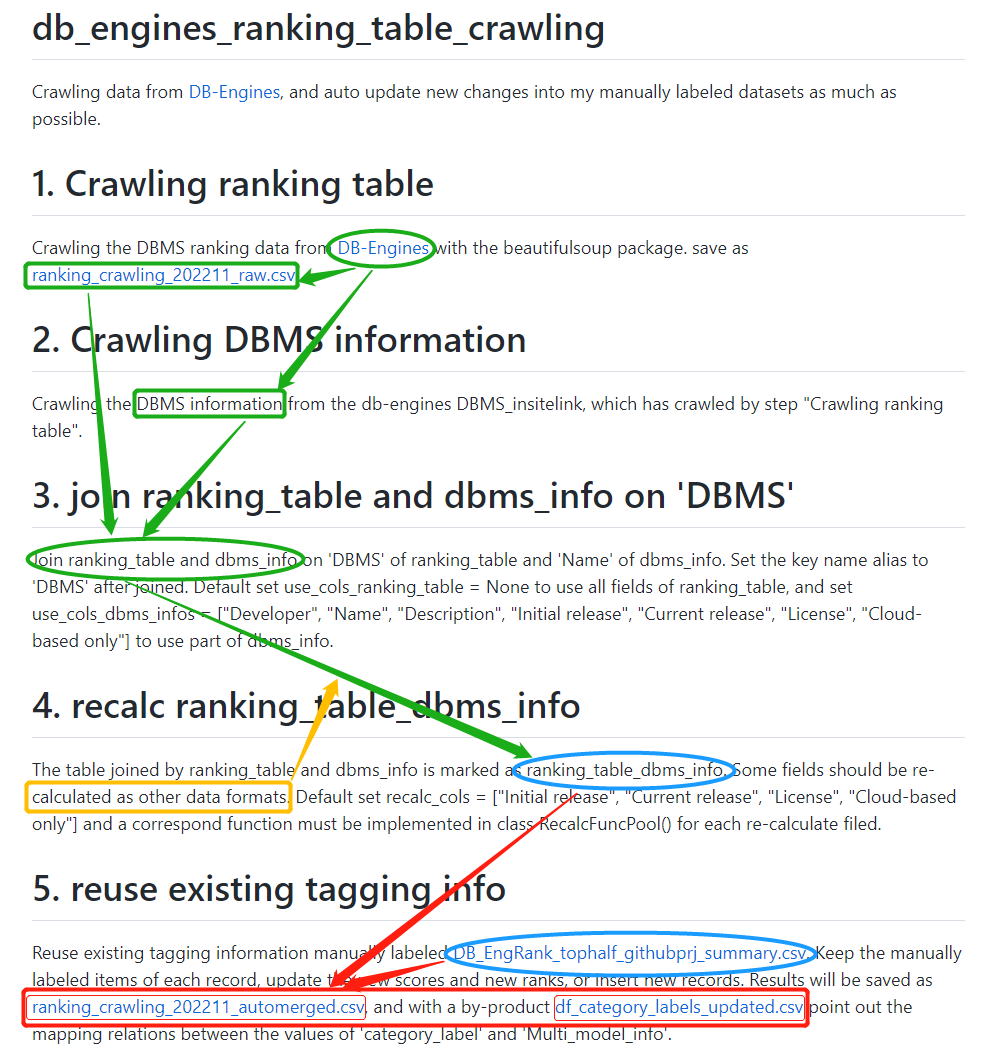 db_engines_ranking_table_crawling
Crawling data from DB-Engines, and auto update new changes into my manually labeled datasets as much as
possible.
1. Crawling ranking table
Crawling the DBMS ranking data from DB-Engines with the beautifulsoup package. save as
ranking_crawling_202211_raw.csv
2. Crawling DBMS information
Crawling the DBMS information from the db-engines DBMS_insitelink, which has crawled by step "Crawling ranking
table".
3. join ranking_table and dbms_info on 'DBMS'
Join ranking_table and dbms_info on 'DBMS' of ranking_table and 'Name' of dbms_info. Set the key name alias to
'DBMS' after joined. Default set use_cols_ranking_table = None to use all fields of ranking_table, and set
use_cols_dbms_infos = ["Developer", "Name", "Description", "Initial release", "Current release", "License", "Cloud-
based only"] to use part of dbms_info.
4. recalc ranking_table_dbms_info
The table joined by ranking_table and dbms_info is marked as ranking_table_dbms_info. Some fields should be re-
calculated as other data formats. Default set recalc_cols = ["Initial release", "Current release", "License", "Cloud-based
only"] and a correspond function must be implemented in class RecalcFuncPool() for each re-calculate filed.
5. reuse existing tagging info
Reuse existing tagging information manually labeled DB_EngRank_tophalf_githubprj_summary.csv. Keep the manually
labeled items of each record, update the new scores and new ranks, or insert new records. Results will be saved as
ranking_crawling_202211_automerged.csv, and with a by-product df_category_labels_updated.csv point out the
mapping relations between the values of 'category_label' and 'Multi_model_info'.